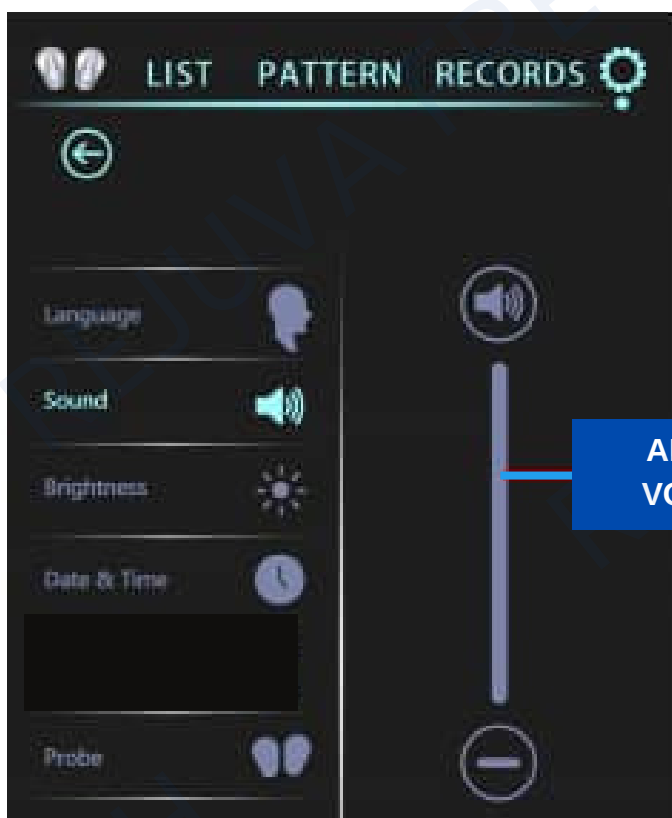 LIST PATTERN RECORDS
Language
Sound
Brightness
Date & Time
Probe